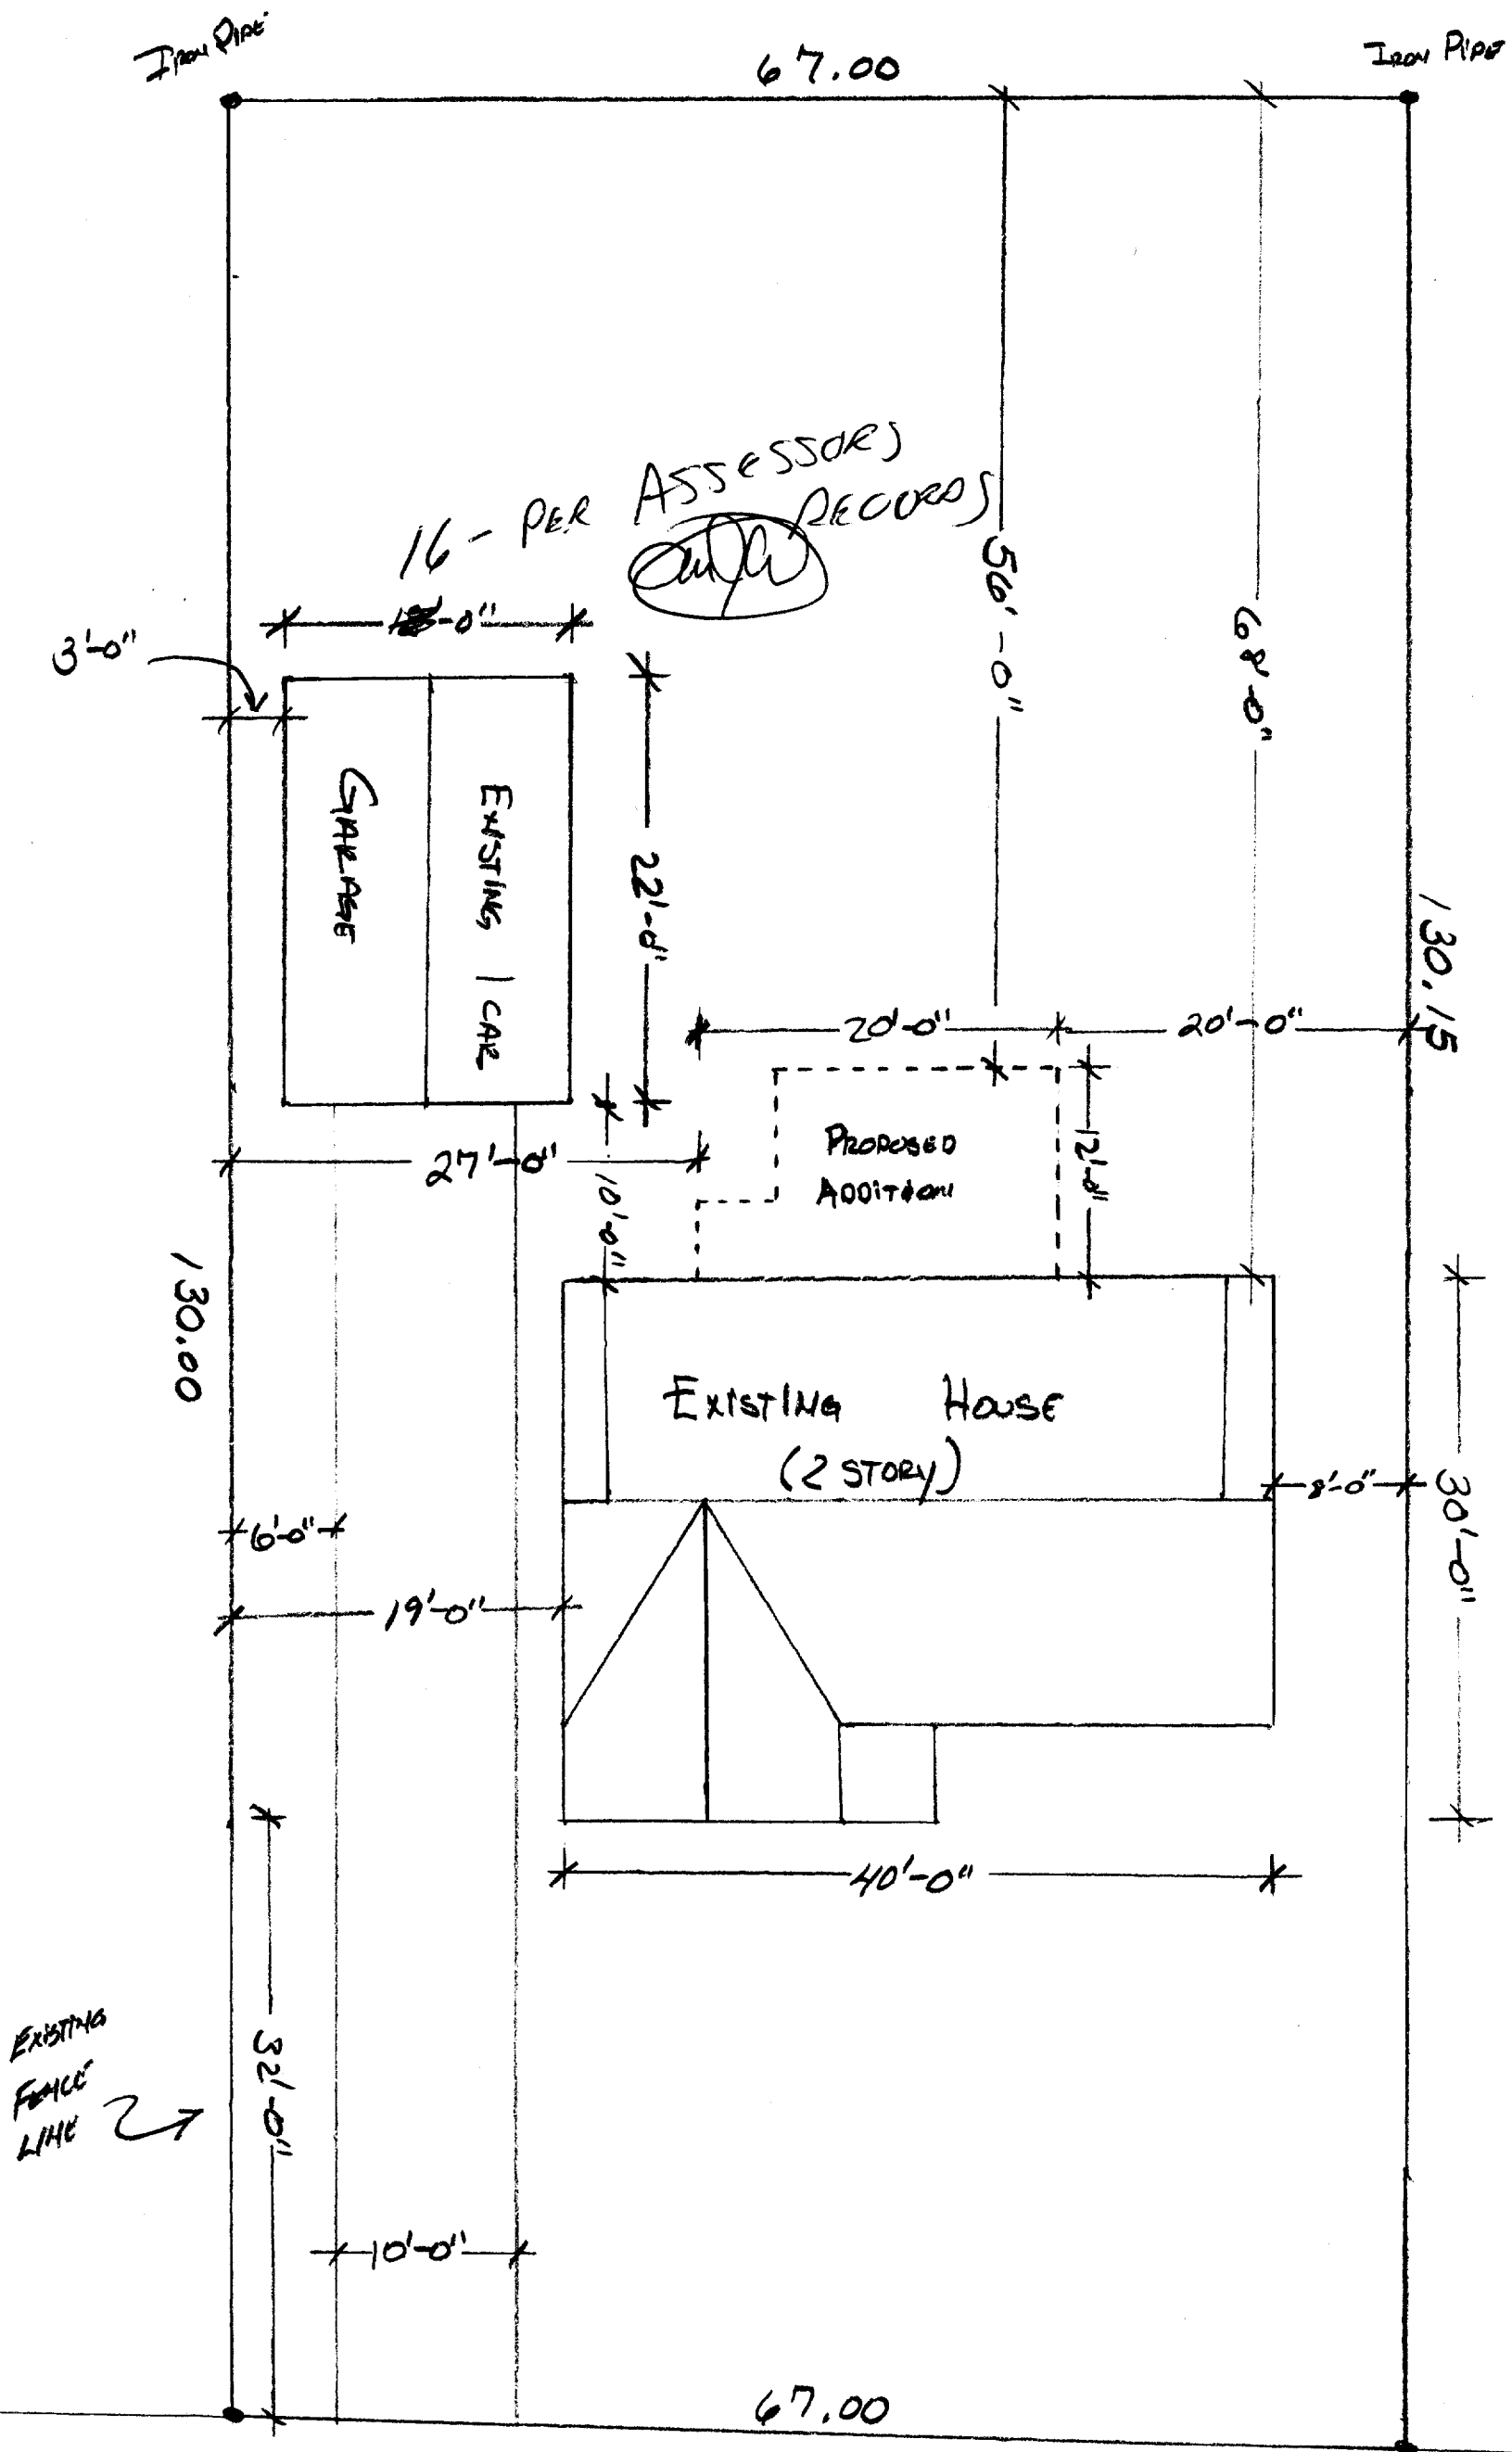 IRON PIPE
67.00
IRON PIPE
16 - PER ASSESSORS
RECORDS
-0"
3'-0"
56'-0"
68'-0"
GARAGE
EXISTING 1 CAR
22'-0"
130.15
20'-0"
20'-0"
PROPOSED
ADDITION
12'-0"
27'-0"
10'-0"
130.00
EXISTING HOUSE
(2 STORY)
8'-0"
30'-0"
6'-0"
19'-0"
40'-0"
EXISTING
FENCE
LINE
32'-0"
10'-0"
67.00